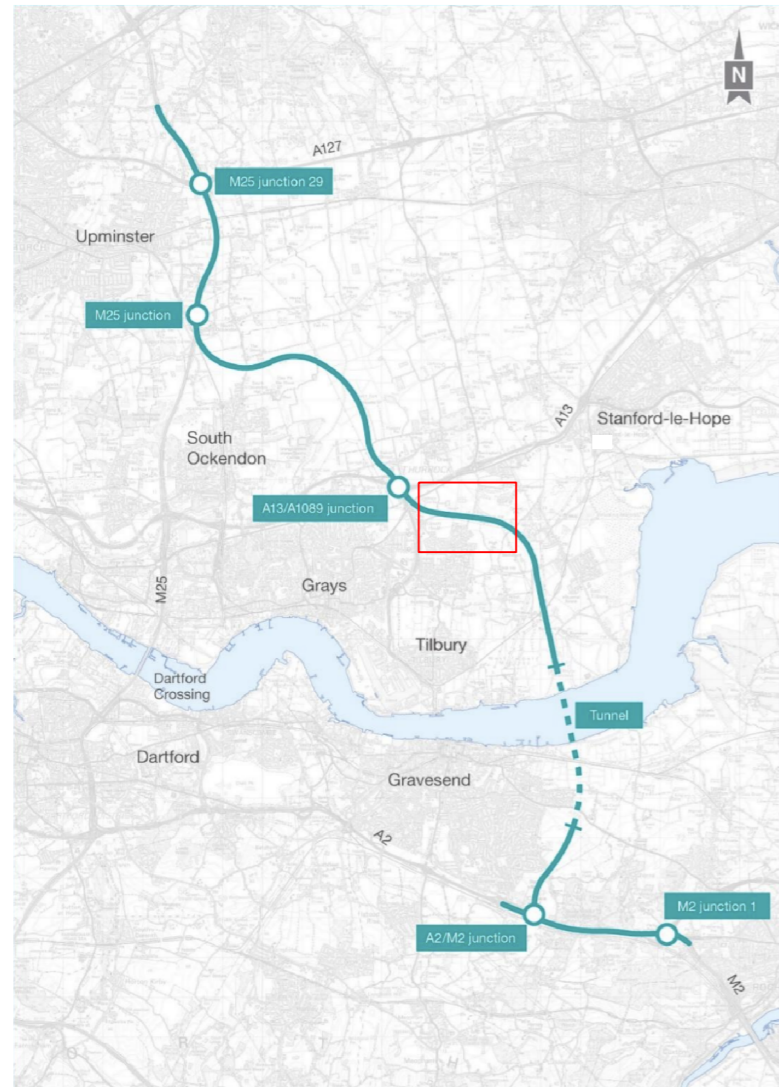 N
A127
M25 junction 29
Upminster
M25 junction
A13
Stanford-le-Hope
South
Ockendon
A13/A1089 junction
M25
Grays
Tilbury
Dartford
Crossing
Tunnel
Dartford
Gravesend
A2
M2 junction 1
A2/M2 junction
M2